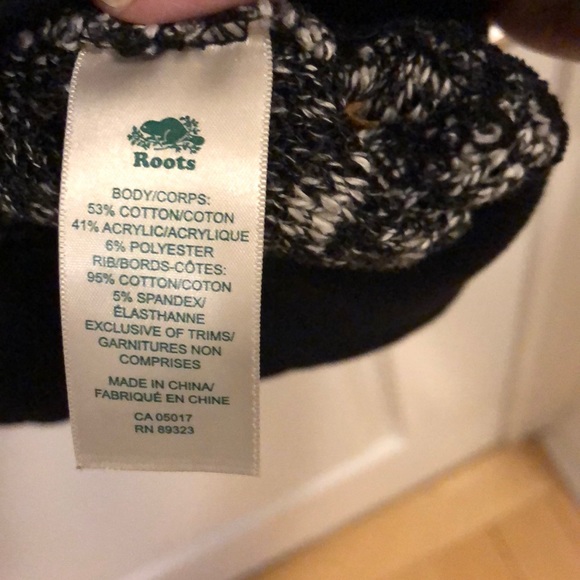 Roots
BODY/CORPS:
53% COTTON/COTON
41% ACRYLIC/ACRYLIQUE
6% POLYESTER
RIB/BORDS-CÔTES:
95% COTTON/COTON
5% SPANDEX/
ÉLASTHANNE
EXCLUSIVE OF TRIMS/
GARNITURES NON
COMPRISES
MADE IN CHINA/
FABRIQUÉ EN CHINE
CA 05017
RN 89323